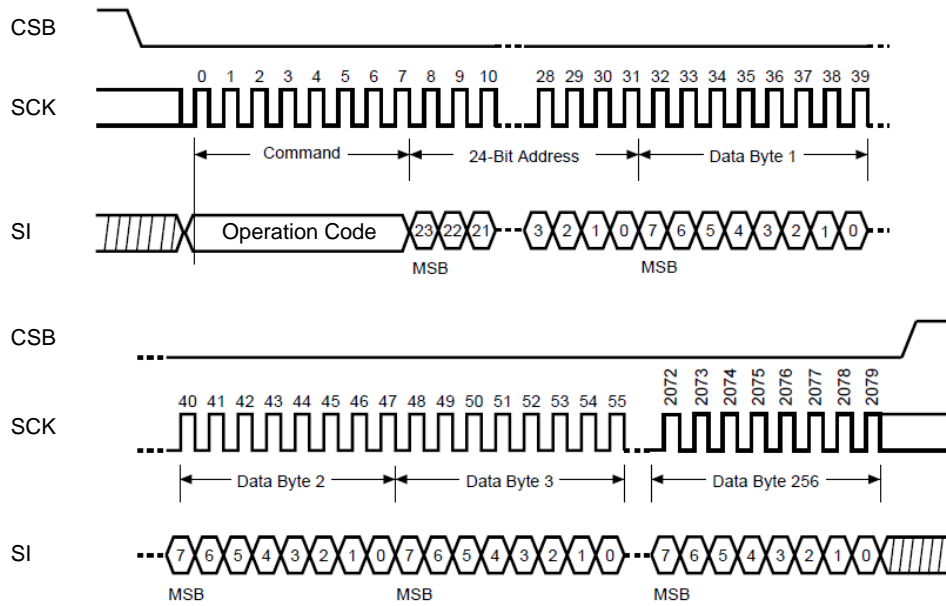 CSB
0 1 2 3 4 5 6 7 8 9 10 28 29 30 31 32 33 34 35 36 37 38 39
SCK
Command 24-Bit Address Data Byte 1
SI Operation Code 23 22 21 3 2 1 0 7 6 5 4 3 2 1 0
MSB MSB
CSB
40 41 42 43 44 45 46 47 48 49 50 51 52 53 54 55 2072 2073 2074 2075 2076 2077 2078 2079
SCK
Data Byte 2 Data Byte 3 Data Byte 256
SI 7 6 5 4 3 2 1 0 7 6 5 4 3 2 1 0 7 6 5 4 3 2 1 0
MSB MSB MSB